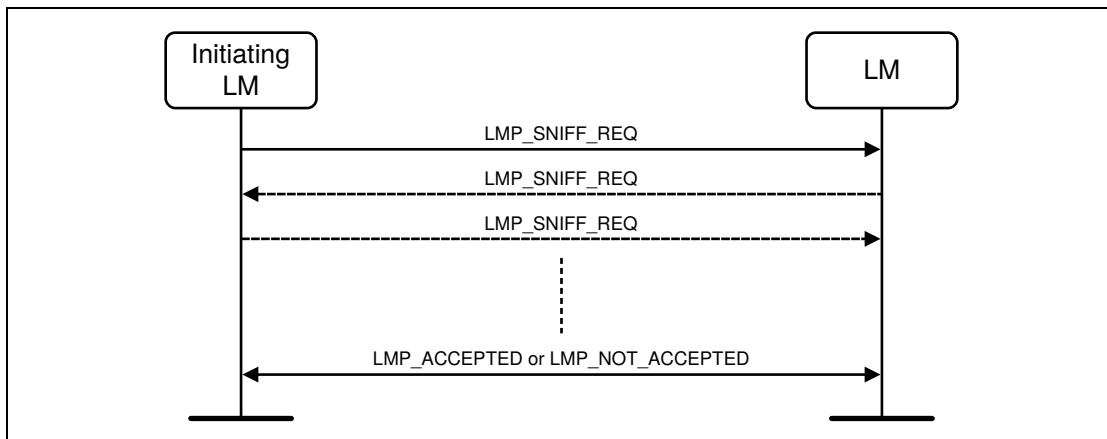 Initiating
LM
LM
LMP_SNIFF_REQ
LMP_SNIFF_REQ
LMP_SNIFF_REQ
LMP_ACCEPTED or LMP_NOT_ACCEPTED